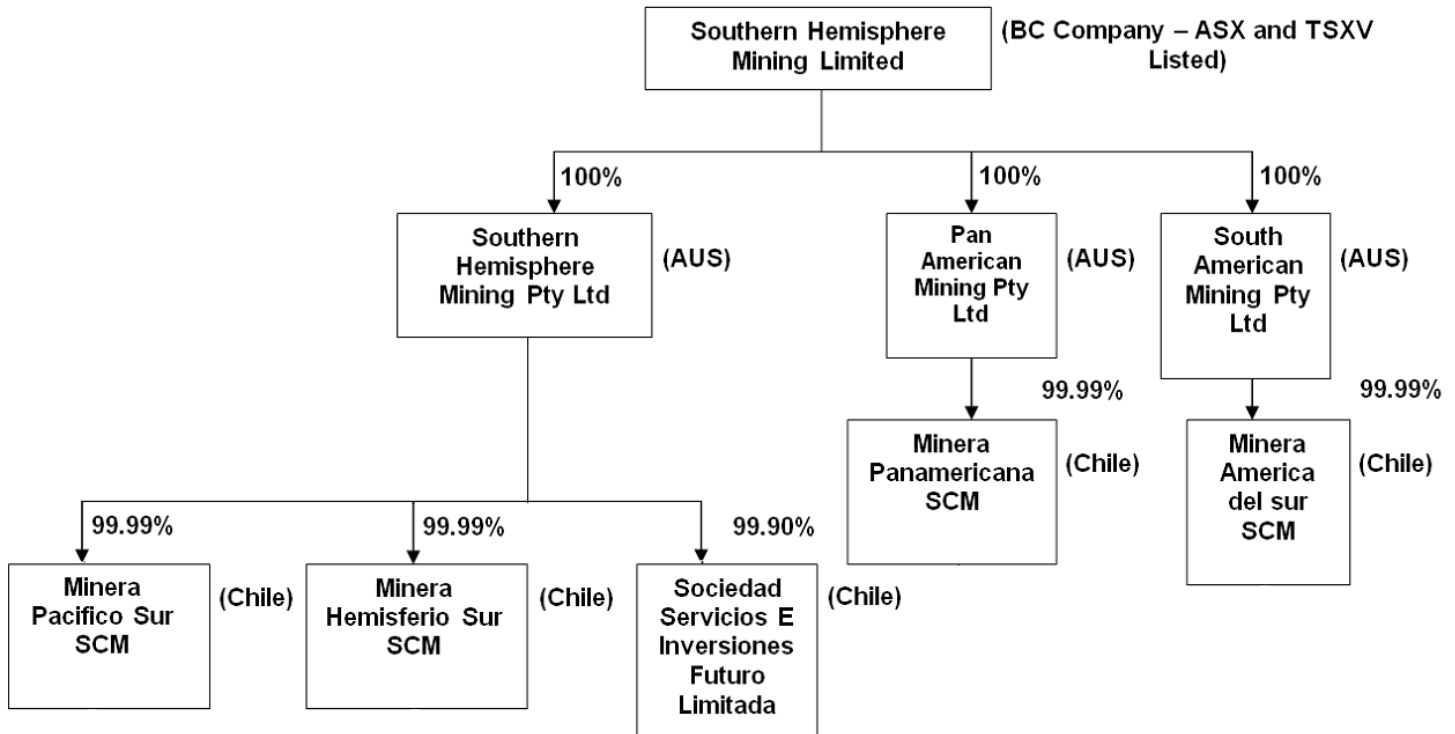 Southern Hemisphere
Mining Limited
(BC Company – ASX and TSXV
Listed)
100%
100%
100%
Southern
Hemisphere
Mining Pty Ltd
(AUS)
Pan
American
Mining Pty
Ltd
(AUS)
South
American
Mining Pty
Ltd
(AUS)
99.99%
99.99%
Minera
Panamericana
SCM
(Chile)
Minera
America
del sur
SCM
(Chile)
99.99%
99.99%
99.90%
Minera
Pacifico Sur
SCM
(Chile)
Minera
Hemisferio Sur
SCM
(Chile)
Sociedad
Servicios E
Inversiones
Futuro
Limitada
(Chile)